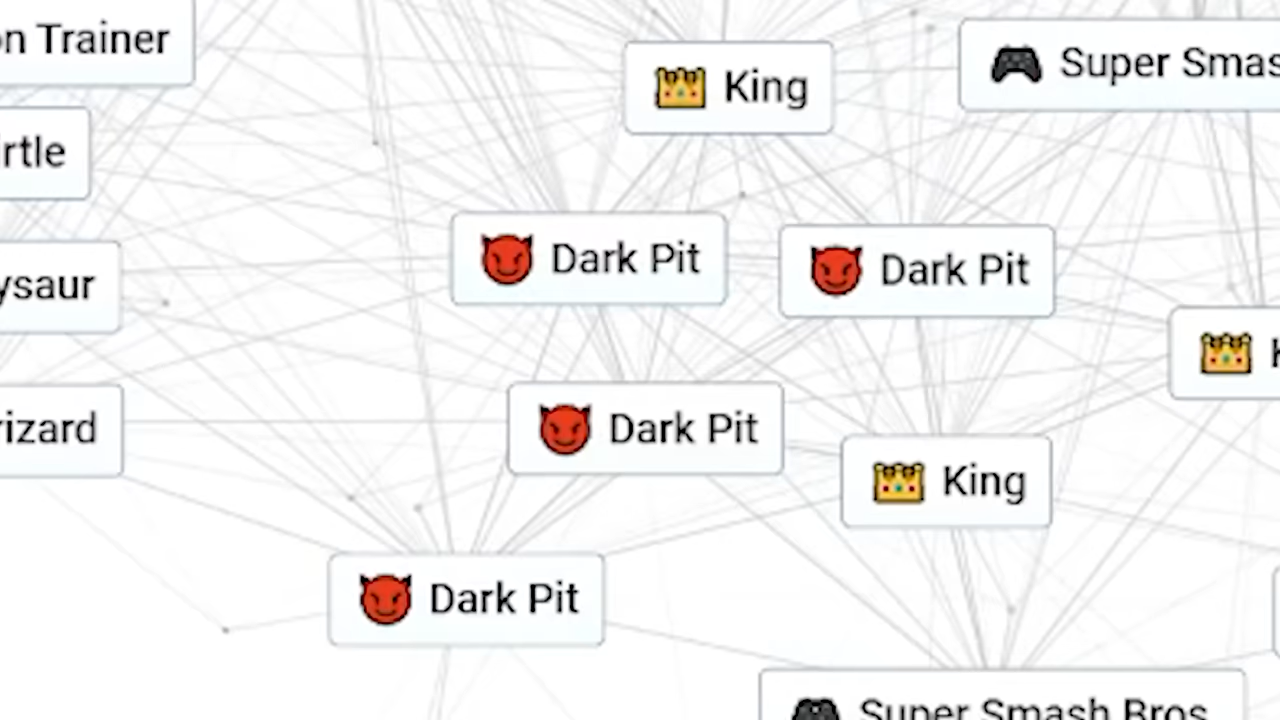 on Trainer
King
Super Smas
rtle
Dark Pit
Dark Pit
ysaur
K
Dark Pit
rizard
King
Dark Pit
Super Smash Bros